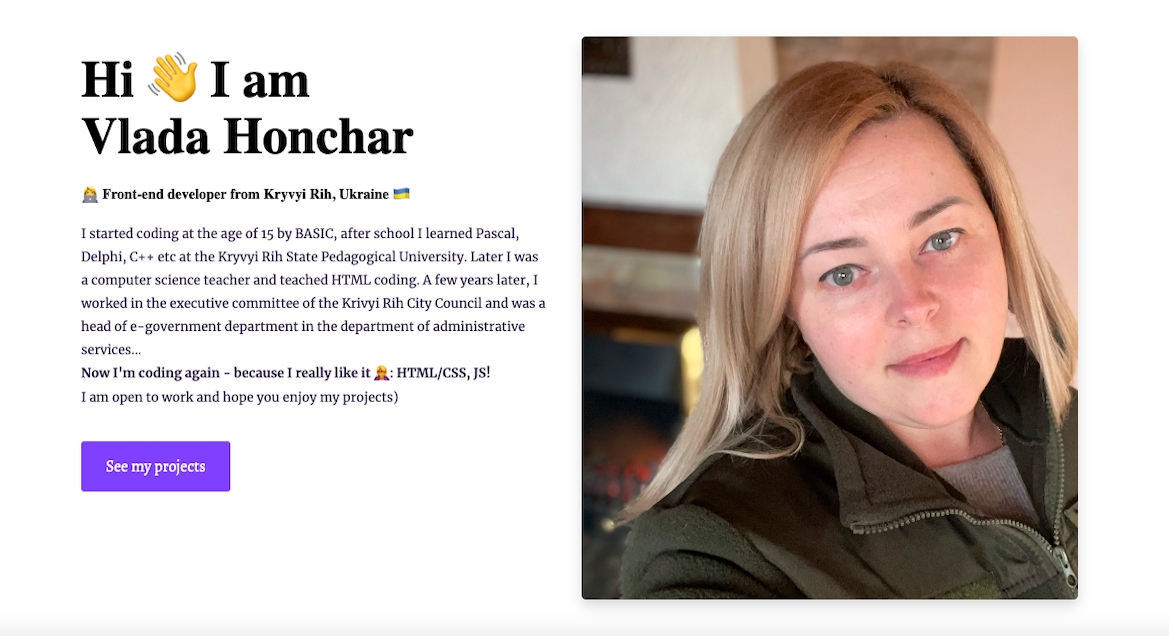 Hi 👋 I am
Vlada Honchar
👩‍💻 Front-end developer from Kryvyi Rih, Ukraine 🇺🇦
I started coding at the age of 15 by BASIC, after school I learned Pascal,
Delphi, C++ etc at the Kryvyi Rih State Pedagogical University. Later I was
a computer science teacher and teached HTML coding. A few years later, I
worked in the executive committee of the Krivyi Rih City Council and was a
head of e-government department in the department of administrative
services...
Now I'm coding again - because I really like it 🦸‍♀️: HTML/CSS, JS!
I am open to work and hope you enjoy my projects)
See my projects